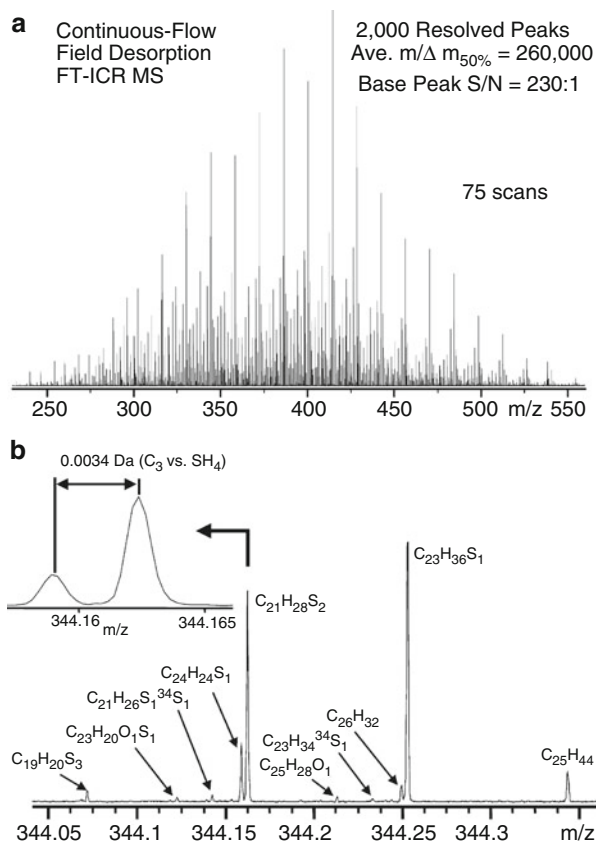 a
Continuous-Flow
Field Desorption
FT-ICR MS
2,000 Resolved Peaks
Ave. m/Δ m50% = 260,000
Base Peak S/N = 230:1
75 scans
250 300 350 400 450 500 m/z 550
b
0.0034 Da (C3 vs. SH4)
344.16 m/z 344.165
C23H36S1
C21H28S2
C24H24S1
C21H26S1³⁴S1
C23H20O1S1
C19H20S3
C26H32
C23H34³⁴S1
C25H28O1
C25H44
344.05 344.1 344.15 344.2 344.25 344.3 m/z